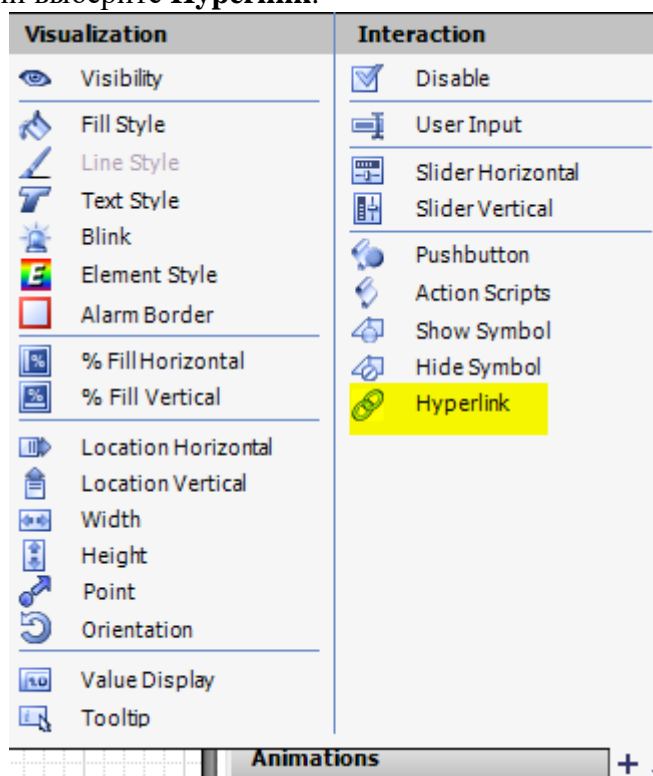 выберите Hyperlink.
Visualization
Visibility
Fill Style
Line Style
Text Style
Blink
Element Style
Alarm Border
% Fill Horizontal
% Fill Vertical
Location Horizontal
Location Vertical
Width
Height
Point
Orientation
Value Display
Tooltip
Interaction
Disable
User Input
Slider Horizontal
Slider Vertical
Pushbutton
Action Scripts
Show Symbol
Hide Symbol
Hyperlink
Animations